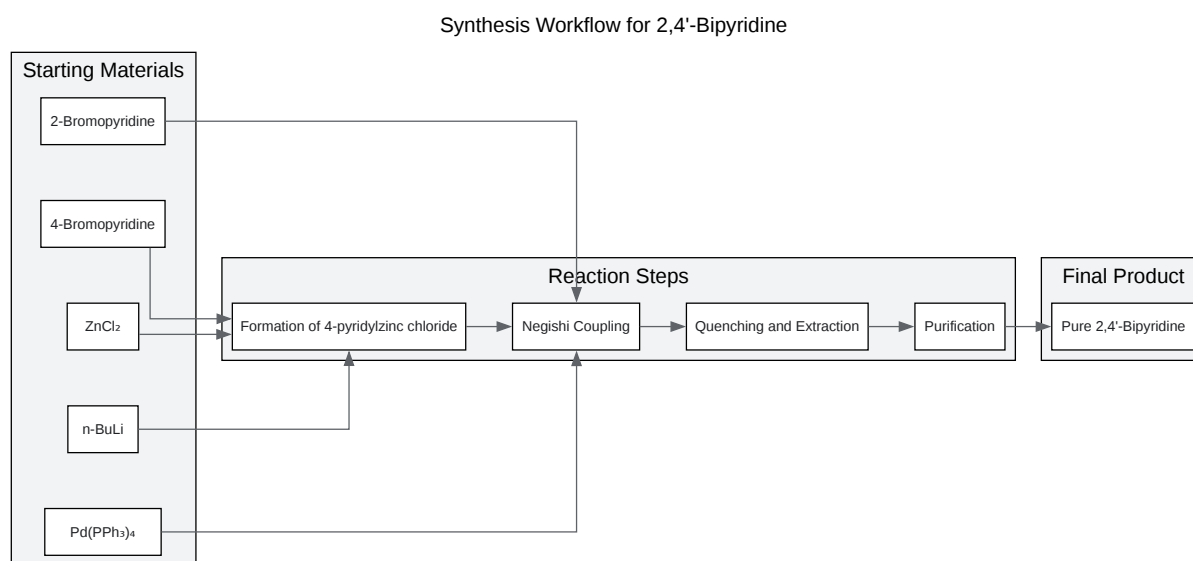 Synthesis Workflow for 2,4'-Bipyridine
Starting Materials
2-Bromopyridine
4-Bromopyridine
ZnCl₂
n-BuLi
Pd(PPh₃)₄
Reaction Steps
Formation of 4-pyridylzinc chloride
Negishi Coupling
Quenching and Extraction
Purification
Final Product
Pure 2,4'-Bipyridine